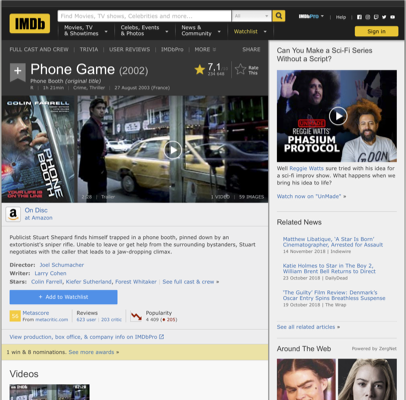 IMDb
Find Movies, TV shows, Celebrities and more...
All
Movies, TV & Showtimes
Celebs, Events & Photos
News & Community
Watchlist
IMDbPro
Help
Sign in
FULL CAST AND CREW | TRIVIA | USER REVIEWS | IMDbPro | MORE
SHARE
Phone Game (2002)
Phone Booth (original title)
R | 1h 21min | Crime, Thriller | 27 August 2003 (France)
7,1
Rate This
COLIN FARRELL
PHONE BOOTH
YOUR LIFE IS ON THE LINE
Trailer
1 VIDEO | 59 IMAGES
On Disc
at Amazon
Publicist Stuart Shepard finds himself trapped in a phone booth, pinned down by an
extortionist's sniper rifle. Unable to leave or get help from the surrounding bystanders, Stuart
negotiates with the caller that leads to a jaw-dropping climax.
Director: Joel Schumacher
Writer: Larry Cohen
Stars: Colin Farrell, Kiefer Sutherland, Forest Whitaker | See full cast & crew »
+ Add to Watchlist
Metascore
From metacritic.com
Reviews
623 user | 203 critic
Popularity
4 409 (205)
View production, box office, & company info on IMDbPro
1 win & 8 nominations. See more awards »
Videos
Can You Make a Sci-Fi Series
Without a Script?
REGGIE WATTS'
PHASIUM
PROTOCOL
Well Reggie Watts sure tried with his idea for
a sci-fi improv show. What happens when we
bring his idea to life?
Watch now on "UnMade" »
Related News
Matthew Libatique, 'A Star Is Born'
Cinematographer, Arrested for Assault
14 November 2018 | Indiewire
Katie Holmes to Star in The Boy 2,
William Brent Bell Returns to Direct
23 October 2018 | DailyDead
'The Guilty' Film Review: Denmark's
Oscar Entry Spins Breathless Suspense
19 October 2018 | The Wrap
See all related articles »
Around The Web
Powered by ZergNet